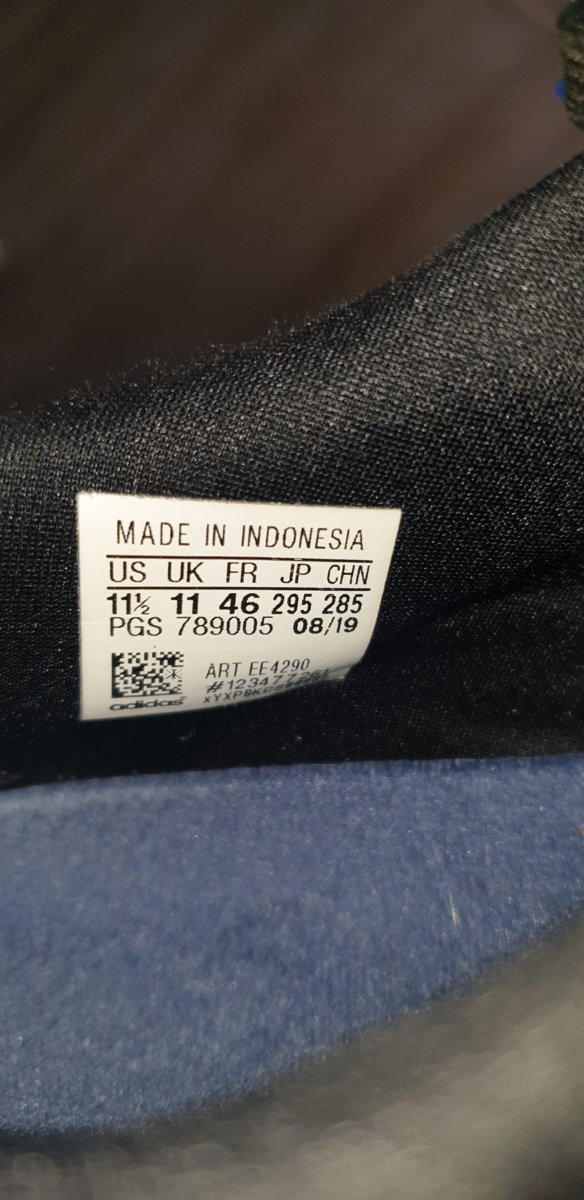 MADE IN INDONESIA
US UK FR JP CHN
11½ 11 46 295 285
PGS 789005 08/19
ART EE4290
adidas